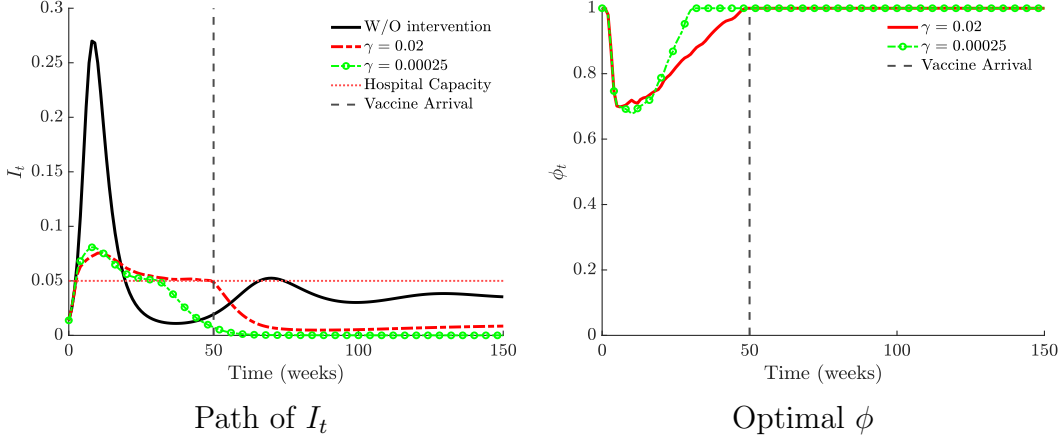 0.3
0.25
0.2
0.15
0.1
0.05
0
I_t
0
50
100
150
Time (weeks)
W/O intervention
γ = 0.02
γ = 0.00025
Hospital Capacity
Vaccine Arrival
Path of I_t
1
0.8
0.6
0.4
0.2
0
ϕ_t
0
50
100
150
Time (weeks)
γ = 0.02
γ = 0.00025
Vaccine Arrival
Optimal ϕ